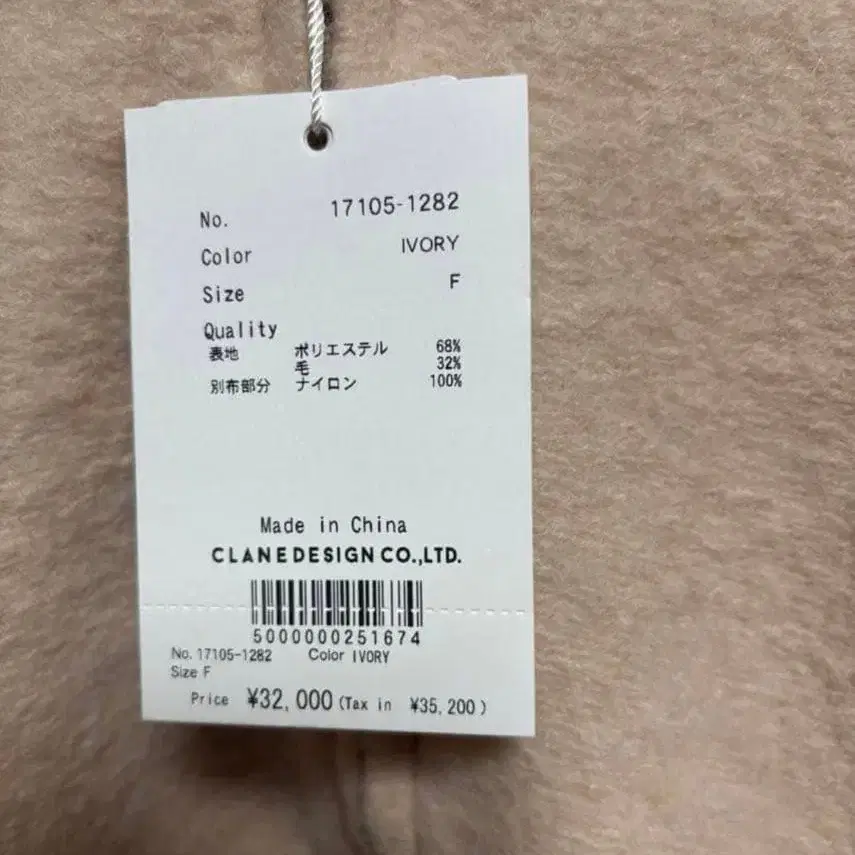 No. 17105-1282
Color IVORY
Size F
Quality
表地 ポリエステル 68%
毛 32%
別布部分 ナイロン 100%
Made in China
CLANE DESIGN CO.,LTD.
5000000251674
No. 17105-1282 Color IVORY
Size F
Price ¥32,000 (Tax in ¥35,200)